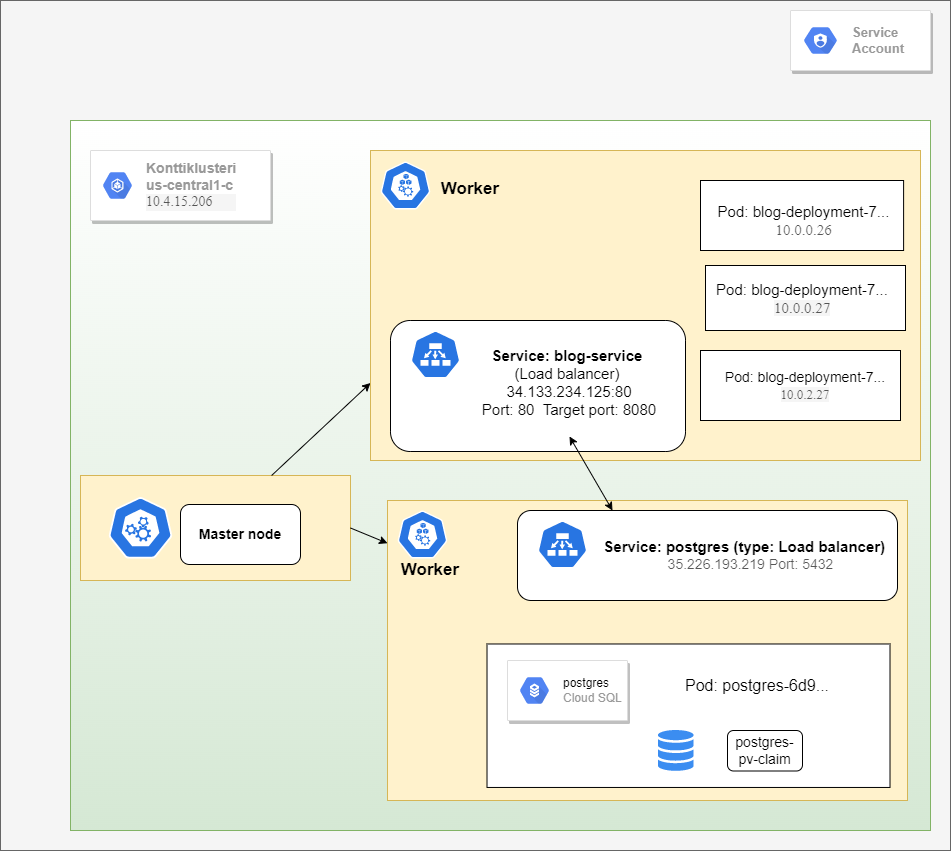 Service
Account
Konttiklusteri
us-central1-c
10.4.15.206
Worker
Pod: blog-deployment-7...
10.0.0.26
Pod: blog-deployment-7...
10.0.0.27
Pod: blog-deployment-7...
10.0.2.27
Service: blog-service
(Load balancer)
34.133.234.125:80
Port: 80 Target port: 8080
Master node
Worker
Service: postgres (type: Load balancer)
35.226.193.219 Port: 5432
postgres
Cloud SQL
Pod: postgres-6d9...
postgres-
pv-claim